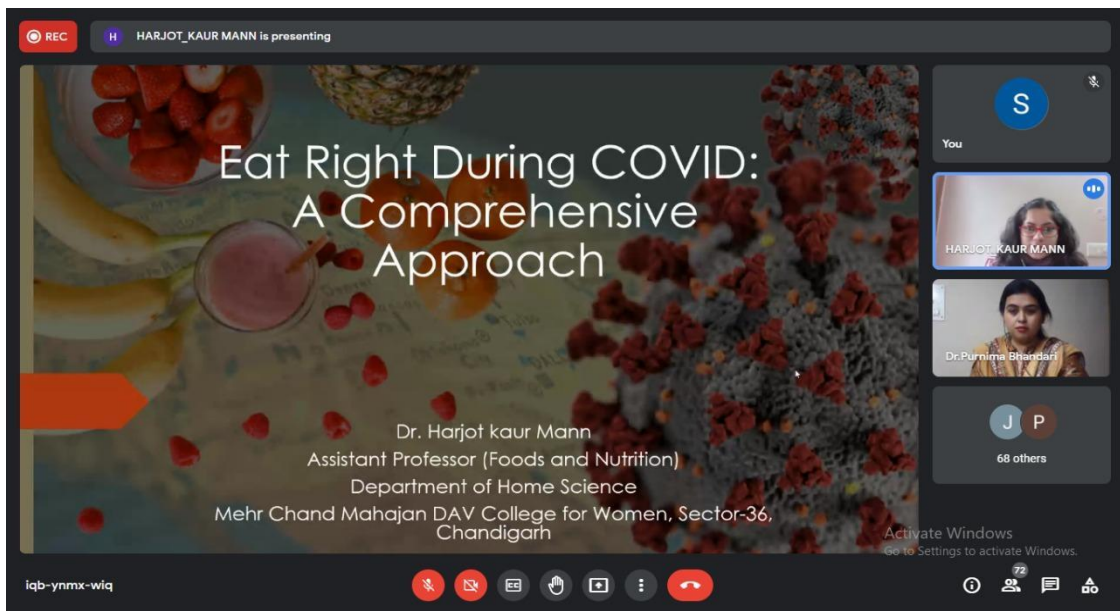 REC
H
HARJOT_KAUR MANN is presenting
Eat Right During COVID:
A Comprehensive
Approach
Dr. Harjot kaur Mann
Assistant Professor (Foods and Nutrition)
Department of Home Science
Mehr Chand Mahajan DAV College for Women, Sector-36,
Chandigarh
S
You
HARJOT_KAUR MANN
Dr.Purnima Bhandari
J P
68 others
Activate Windows
Go to Settings to activate Windows.
iqb-ynmx-wiq
CC
72